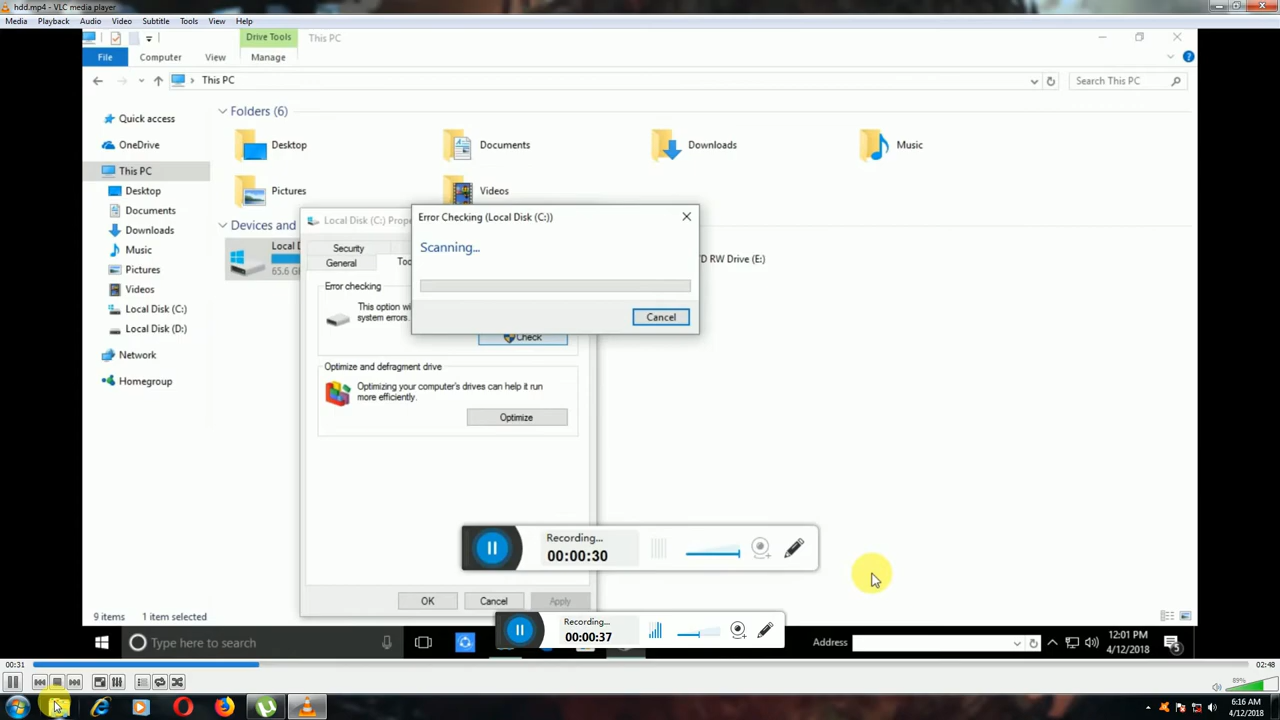 hdd.mp4 - VLC media player
Media Playback Audio Video Subtitle Tools View Help
Drive Tools This PC
File Computer View Manage
This PC
Search This PC
Quick access
OneDrive
This PC
Desktop
Documents
Downloads
Music
Pictures
Videos
Local Disk (C:)
Local Disk (D:)
Network
Homegroup
Folders (6)
Desktop Documents Downloads Music
Pictures Videos
Devices and
Local D
65.6 G
D RW Drive (E:)
Local Disk (C:) Prope
Security
General Too
Error checking
This option wi
system errors.
Check
Optimize and defragment drive
Optimizing your computer's drives can help it run
more efficiently.
Optimize
OK Cancel Apply
Error Checking (Local Disk (C:))
Scanning...
Cancel
Recording...
00:00:30
Recording...
00:00:37
9 items 1 item selected
Type here to search
Address
12:01 PM
4/12/2018
5
00:31 02:48
89%
6:16 AM
4/12/2018